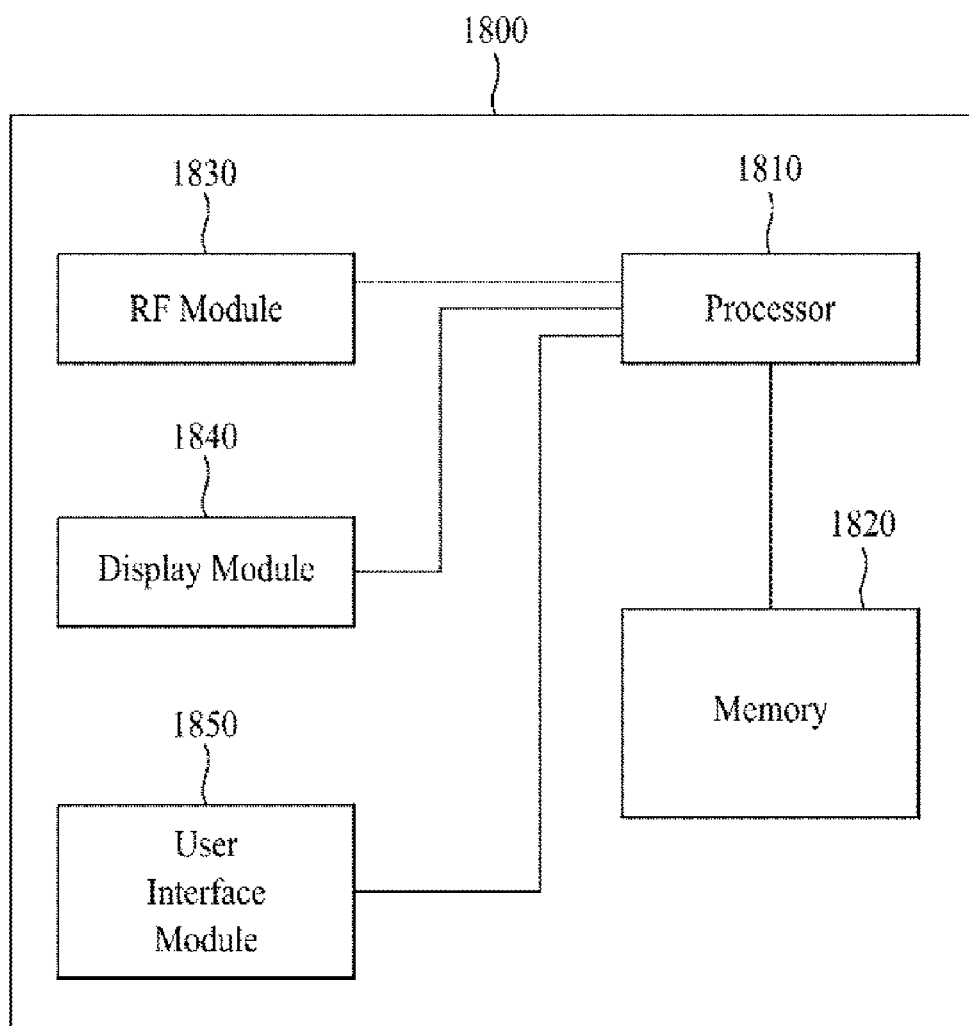 1800
1830
1810
RF Module
Processor
1840
Display Module
1820
Memory
1850
User
Interface
Module